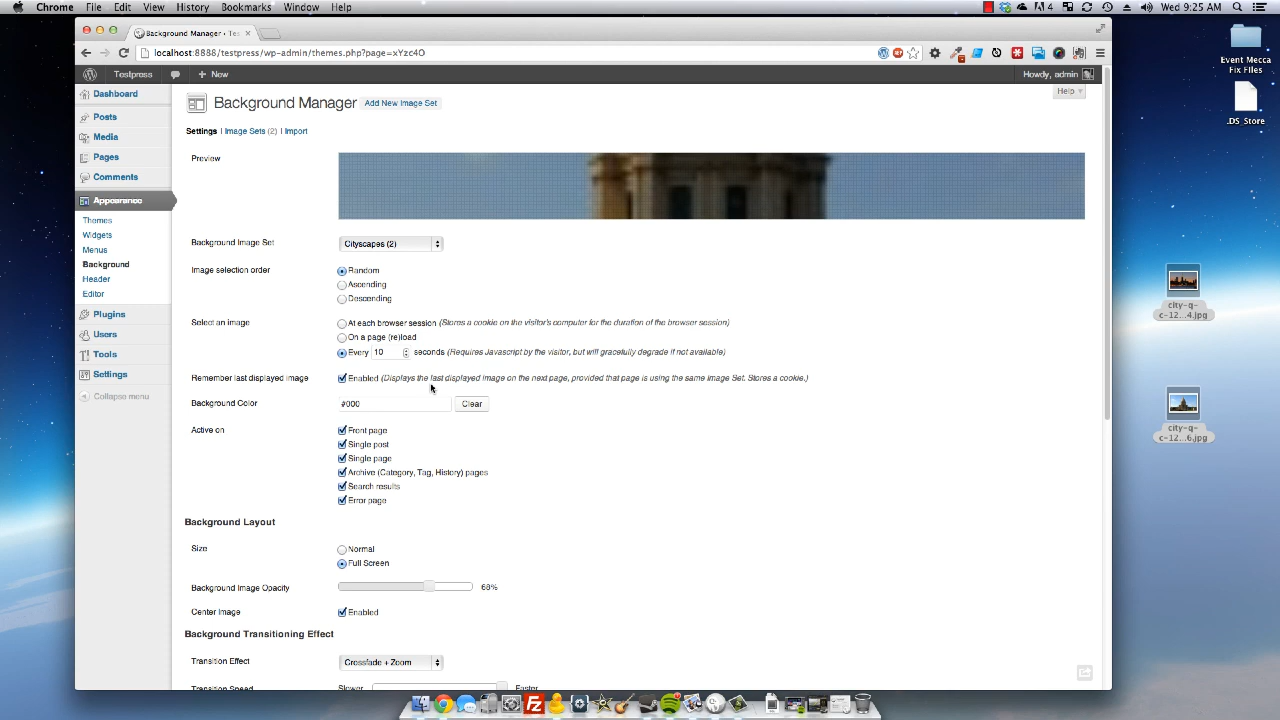 Chrome File Edit View History Bookmarks Window Help
4 Wed 9:25 AM
Background Manager ‹ Tes
localhost:8888/testpress/wp-admin/themes.php?page=xYzc4O
Testpress + New Howdy, admin
Dashboard
Posts
Media
Pages
Comments
Appearance
Themes
Widgets
Menus
Background
Header
Editor
Plugins
Users
Tools
Settings
Collapse menu
Help
Background Manager Add New Image Set
Settings | Image Sets (2) | Import
Preview
Background Image Set Cityscapes (2)
Image selection order Random
Ascending
Descending
Select an image At each browser session (Stores a cookie on the visitor's computer for the duration of the browser session)
On a page (re)load
Every 10 seconds (Requires Javascript by the visitor, but will gracefully degrade if not available)
Remember last displayed image Enabled (Displays the last displayed image on the next page, provided that page is using the same Image Set. Stores a cookie.)
Background Color #000 Clear
Active on Front page
Single post
Single page
Archive (Category, Tag, History) pages
Search results
Error page
Background Layout
Size Normal
Full Screen
Background Image Opacity 68%
Center Image Enabled
Background Transitioning Effect
Transition Effect Crossfade + Zoom
Transition Speed Slower Faster
Event Mecca
Fix Files
.DS_Store
city-q-
c-12...4.jpg
city-q-
c-12...6.jpg